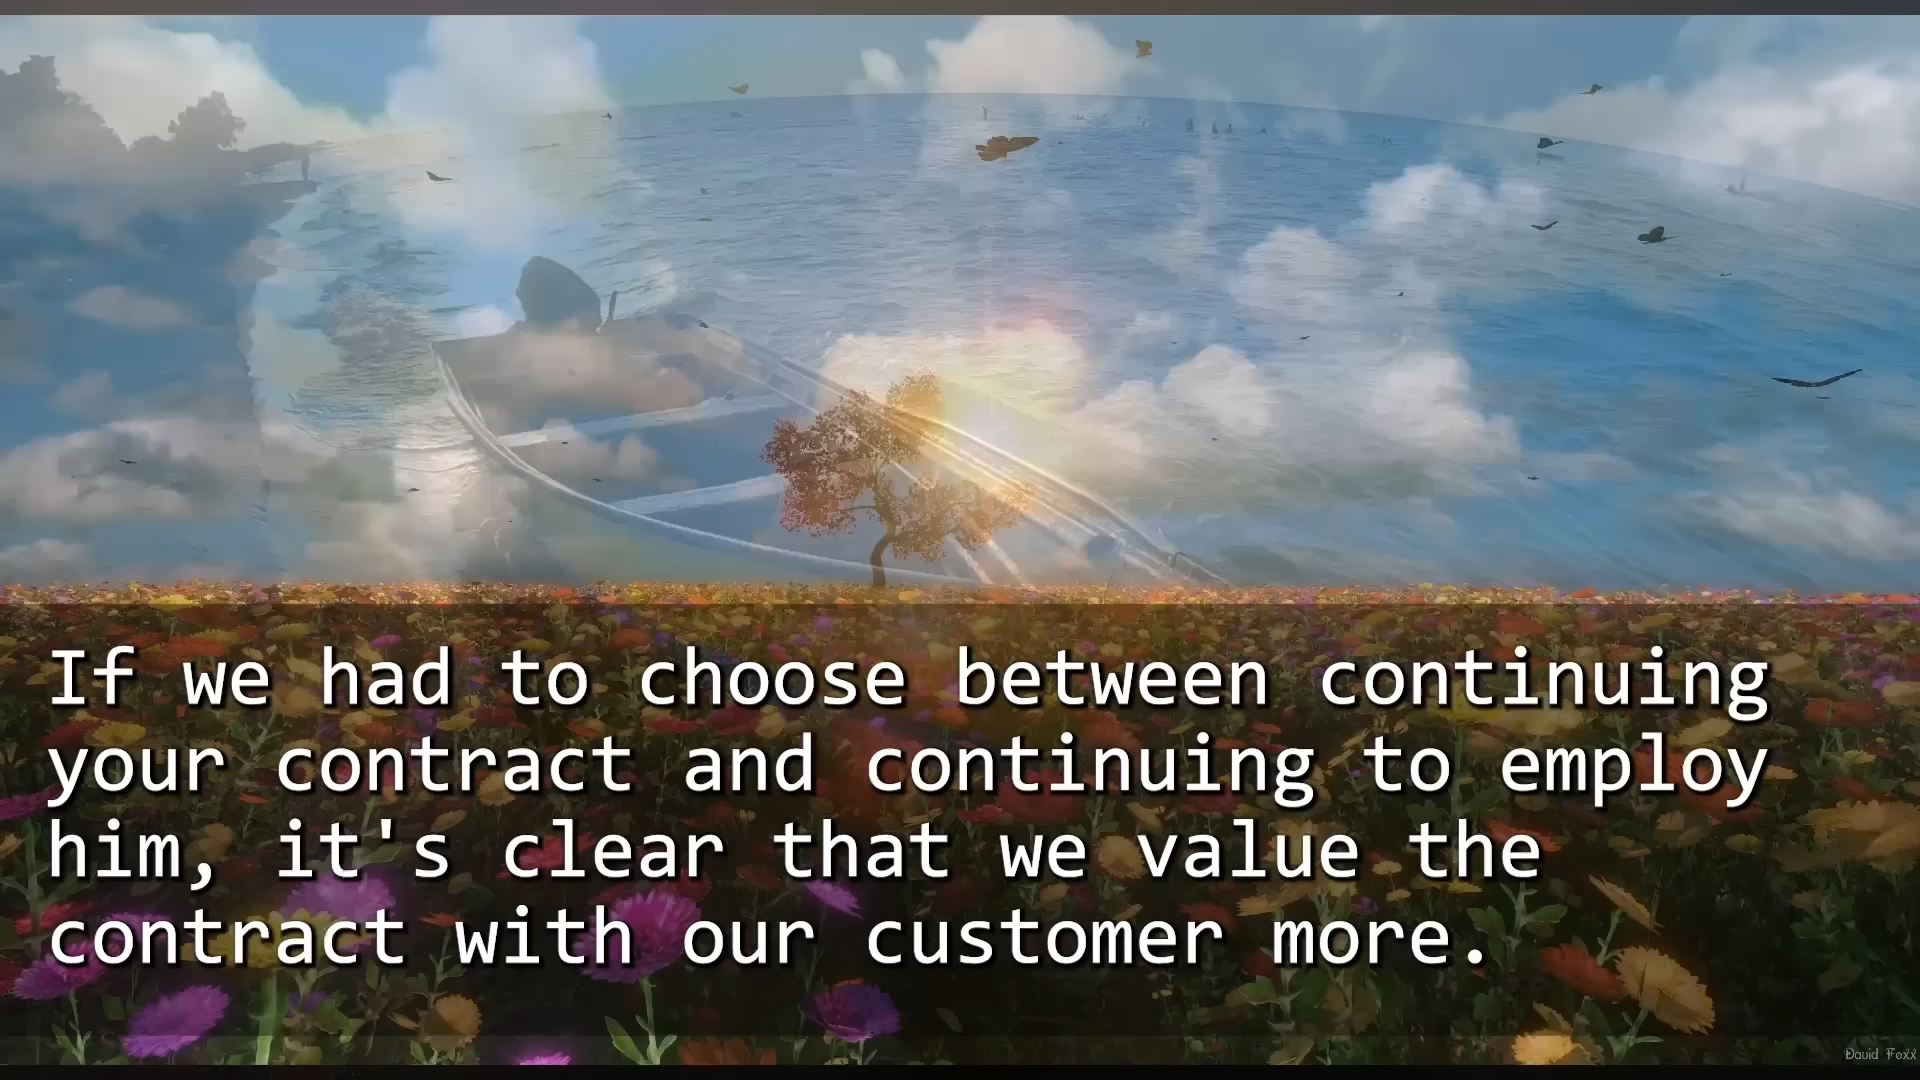 If we had to choose between continuing
your contract and continuing to employ
him, it's clear that we value the
contract with our customer more.
David Foxx